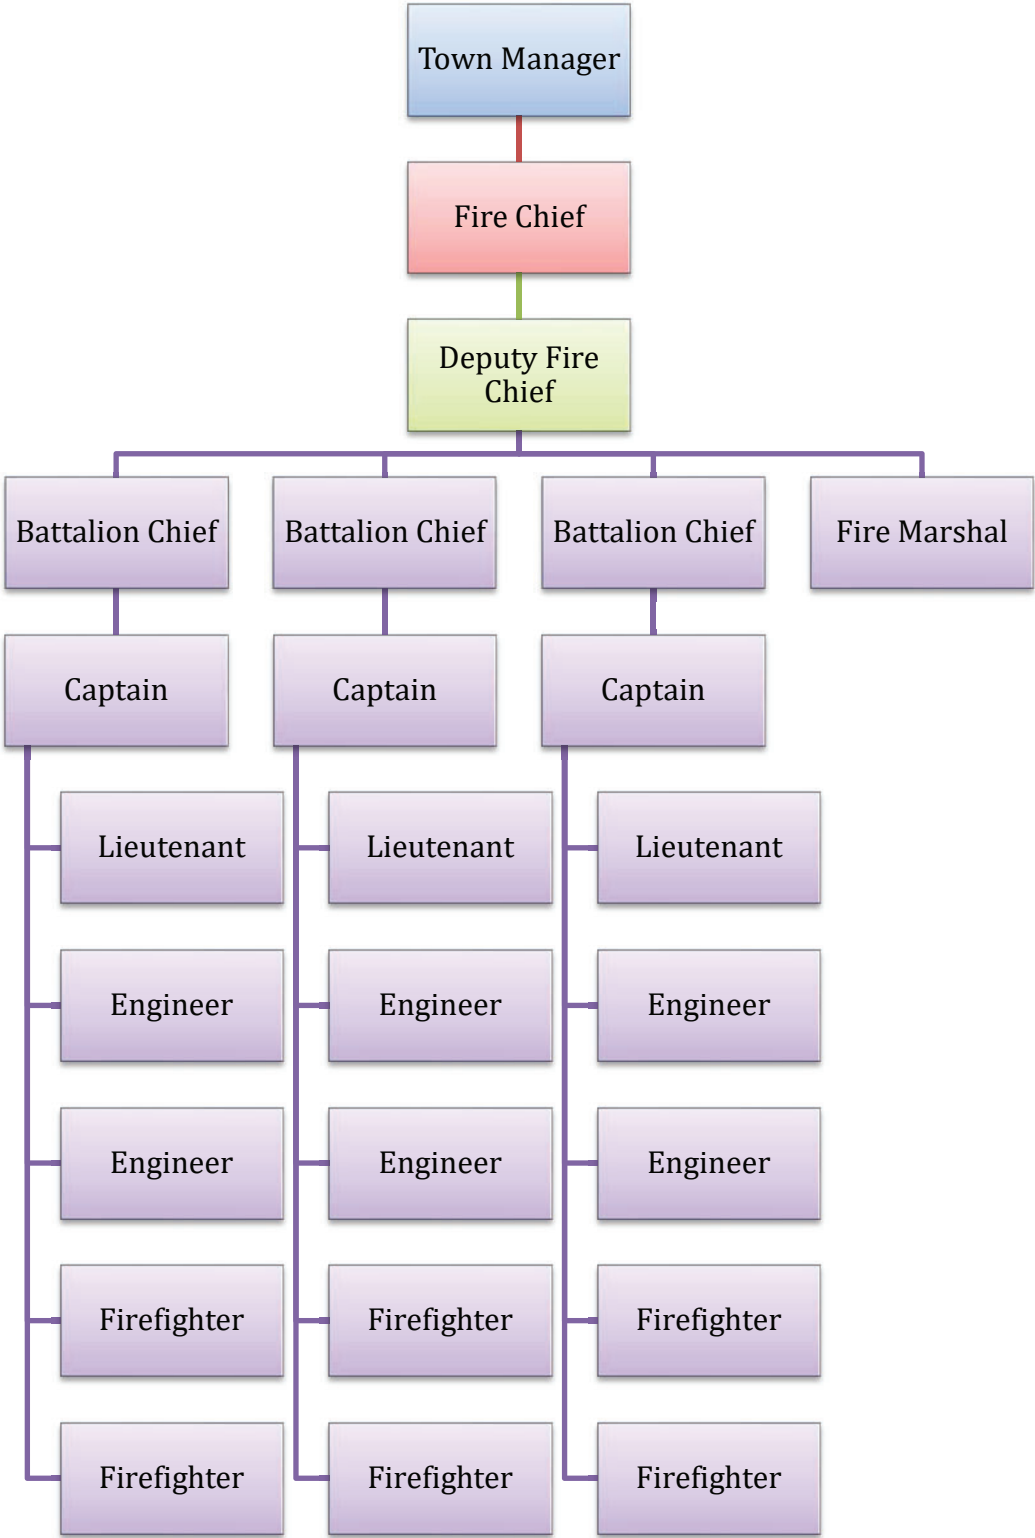 Town Manager
Fire Chief
Deputy Fire
Chief
Battalion Chief
Battalion Chief
Battalion Chief
Fire Marshal
Captain
Captain
Captain
Lieutenant
Lieutenant
Lieutenant
Engineer
Engineer
Engineer
Engineer
Engineer
Engineer
Firefighter
Firefighter
Firefighter
Firefighter
Firefighter
Firefighter